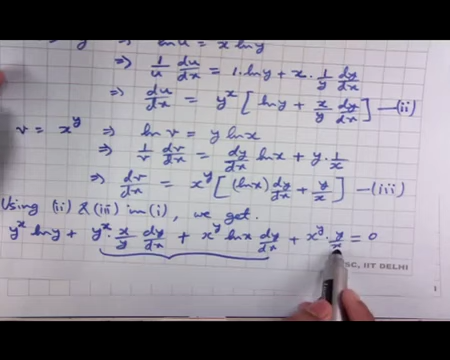 ⇒ ln u = x ln y
⇒ 1/u du/dx = 1. ln y + x. 1/y dy/dx
⇒ du/dx = y^x [ ln y + x/y dy/dx ] —(ii)
v = x^y ⇒ ln v = y ln x
⇒ 1/v dv/dx = dy/dx ln x + y. 1/x
⇒ dv/dx = x^y [ (ln x) dy/dx + y/x ] —(iii)
Using (ii) & (iii) in (i), we get.
y^x ln y + y^x. x/y dy/dx + x^y ln x dy/dx + x^y. y/x = 0
SC, IIT DELHI
1